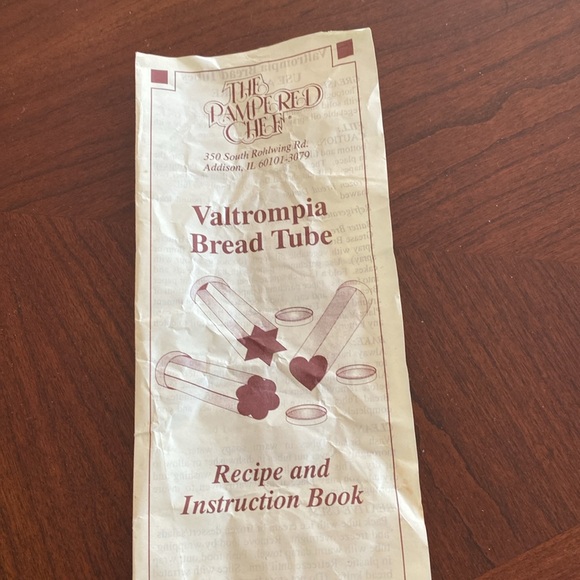 THE
PAMPERED
CHEF
350 South Rohlwing Rd.
Addison, IL 60101-3079
Valtrompia
Bread Tube
Recipe and
Instruction Book